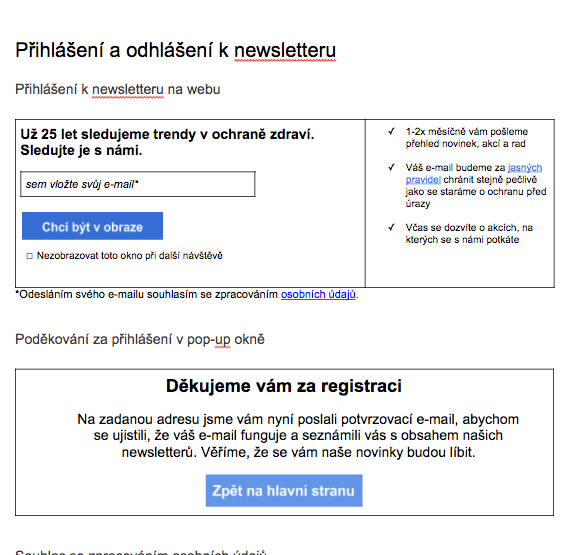 Přihlášení a odhlášení k newsletteru
Přihlášení k newsletteru na webu
Už 25 let sledujeme trendy v ochraně zdraví.
Sledujte je s námi.
sem vložte svůj e-mail*
Chci být v obraze
Nezobrazovat toto okno při další návštěvě
✓ 1-2x měsíčně vám pošleme
přehled novinek, akcí a rad
✓ Váš e-mail budeme za jasných
pravidel chránit stejně pečlivě
jako se staráme o ochranu před
úrazy
✓ Včas se dozvíte o akcích, na
kterých se s námi potkáte
*Odesláním svého e-mailu souhlasím se zpracováním osobních údajů.
Poděkování za přihlášení v pop-up okně
Děkujeme vám za registraci
Na zadanou adresu jsme vám nyní poslali potvrzovací e-mail, abychom
se ujistili, že váš e-mail funguje a seznámili vás s obsahem našich
newsletterů. Věříme, že se vám naše novinky budou líbit.
Zpět na hlavní stranu
Souhlas se zpracováním osobních údajů